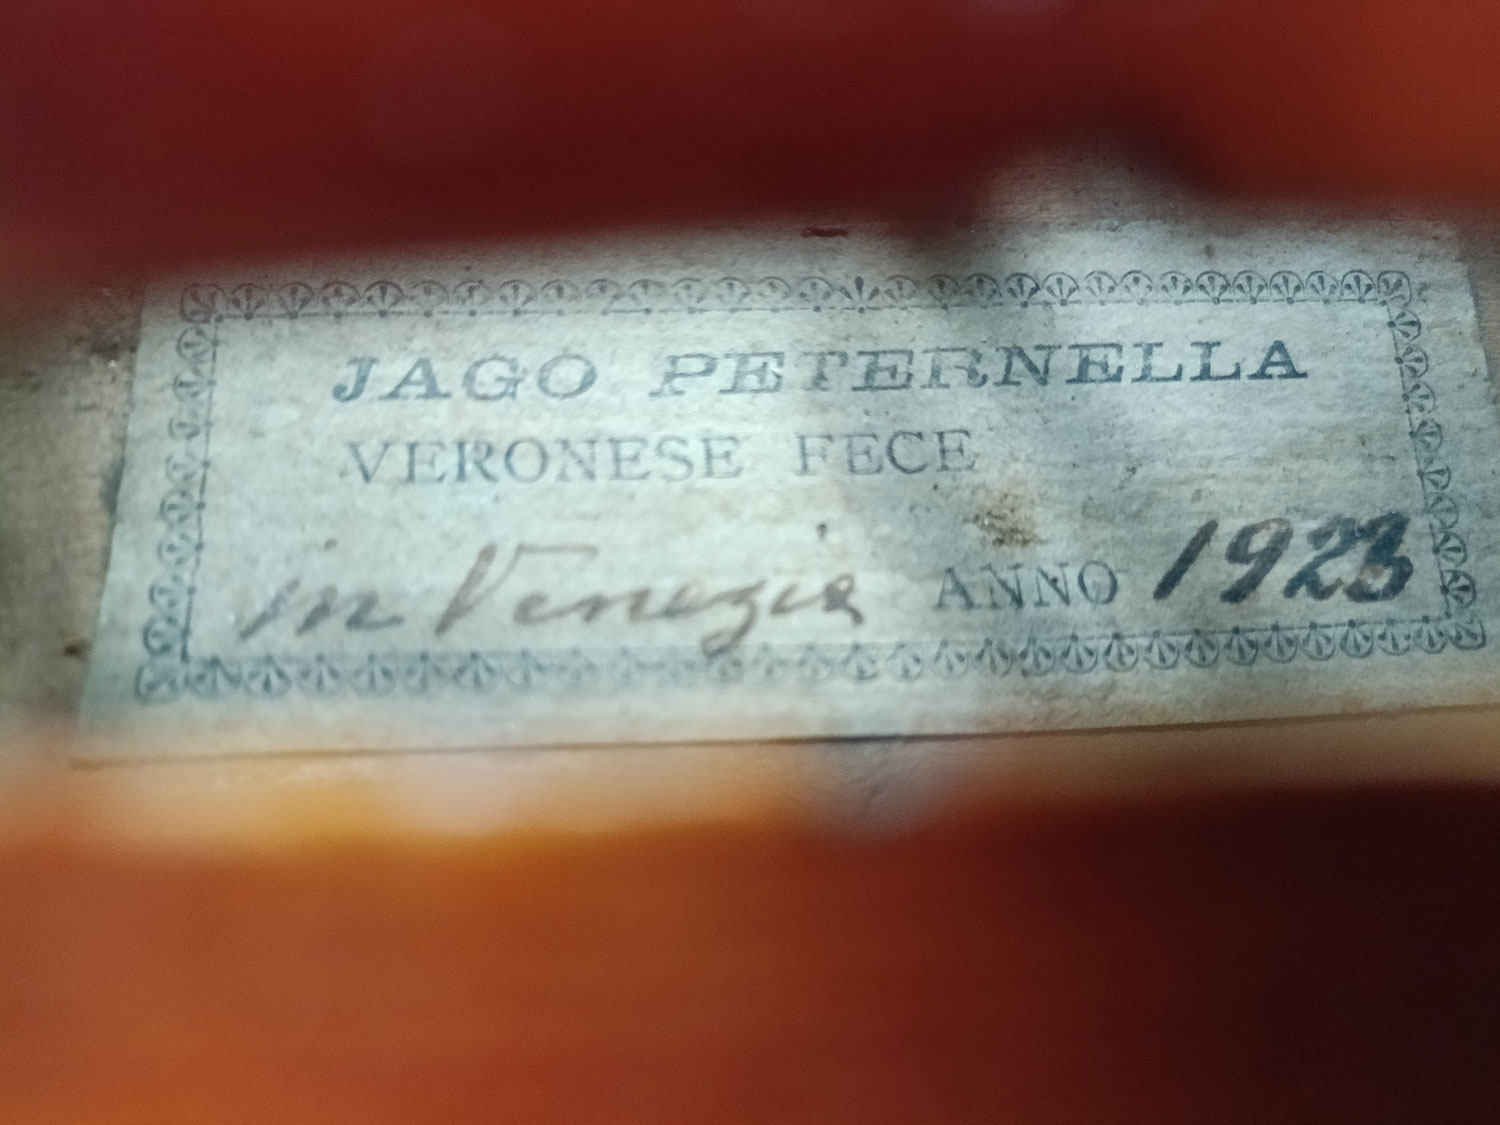 JAGO PETERNELLA
VERONESE FECE
in Venezia ANNO 1923